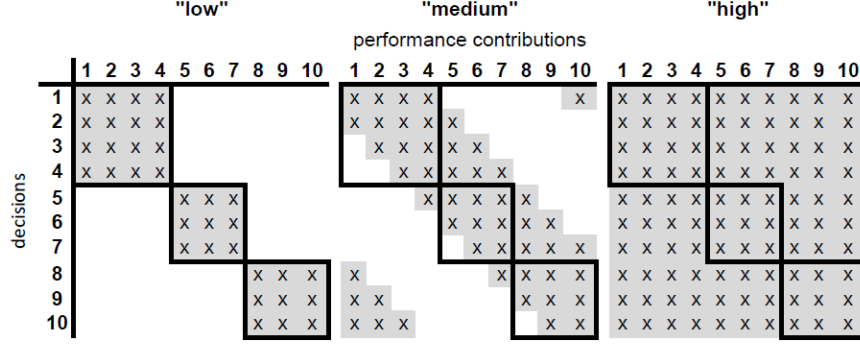 "low" "medium" "high"
performance contributions
1 2 3 4 5 6 7 8 9 10 1 2 3 4 5 6 7 8 9 10 1 2 3 4 5 6 7 8 9 10
decisions
1 x x x x x x x x x x x x x x x x x x x
2 x x x x x x x x x x x x x x x x x x x
3 x x x x x x x x x x x x x x x x x x x
4 x x x x x x x x x x x x x x x x x x x
5 x x x x x x x x x x x x x x x x x x
6 x x x x x x x x x x x x x x x x x x
7 x x x x x x x x x x x x x x x x x x
8 x x x x x x x x x x x x x x x x x x
9 x x x x x x x x x x x x x x x x x x
10 x x x x x x x x x x x x x x x x x x